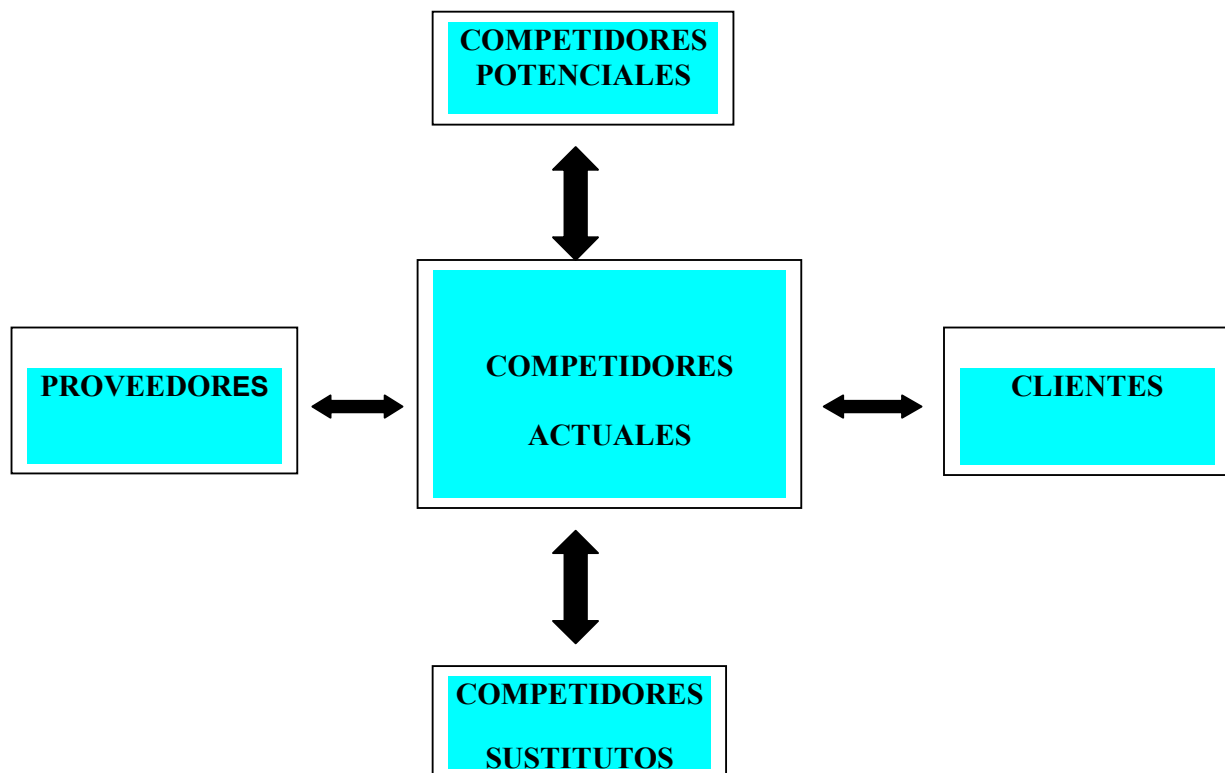 COMPETIDORES
POTENCIALES
COMPETIDORES
ACTUALES
PROVEEDORES
CLIENTES
COMPETIDORES
SUSTITUTOS